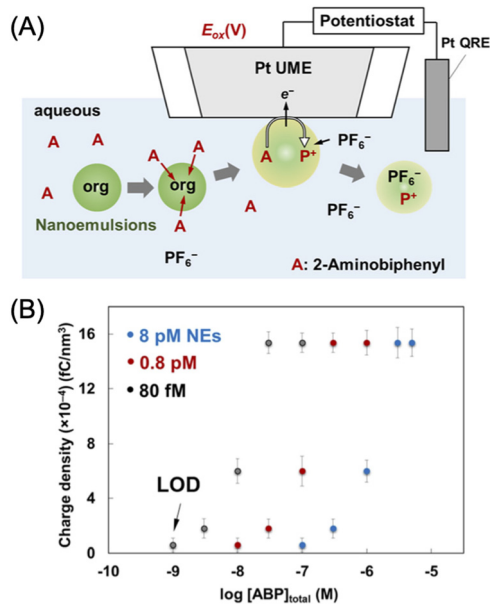 (A)
E_ox(V)
Potentiostat
Pt QRE
Pt UME
aqueous
e⁻
A A
A A
A
org
org
A
A P⁺
PF₆⁻
PF₆⁻
P⁺
Nanoemulsions
A
PF₆⁻
PF₆⁻
A: 2-Aminobiphenyl
(B)
Charge density (×10⁻⁴) (fC/nm³)
20
16
12
8
4
0
8 pM NEs
0.8 pM
80 fM
LOD
-10 -9 -8 -7 -6 -5
log [ABP]total (M)